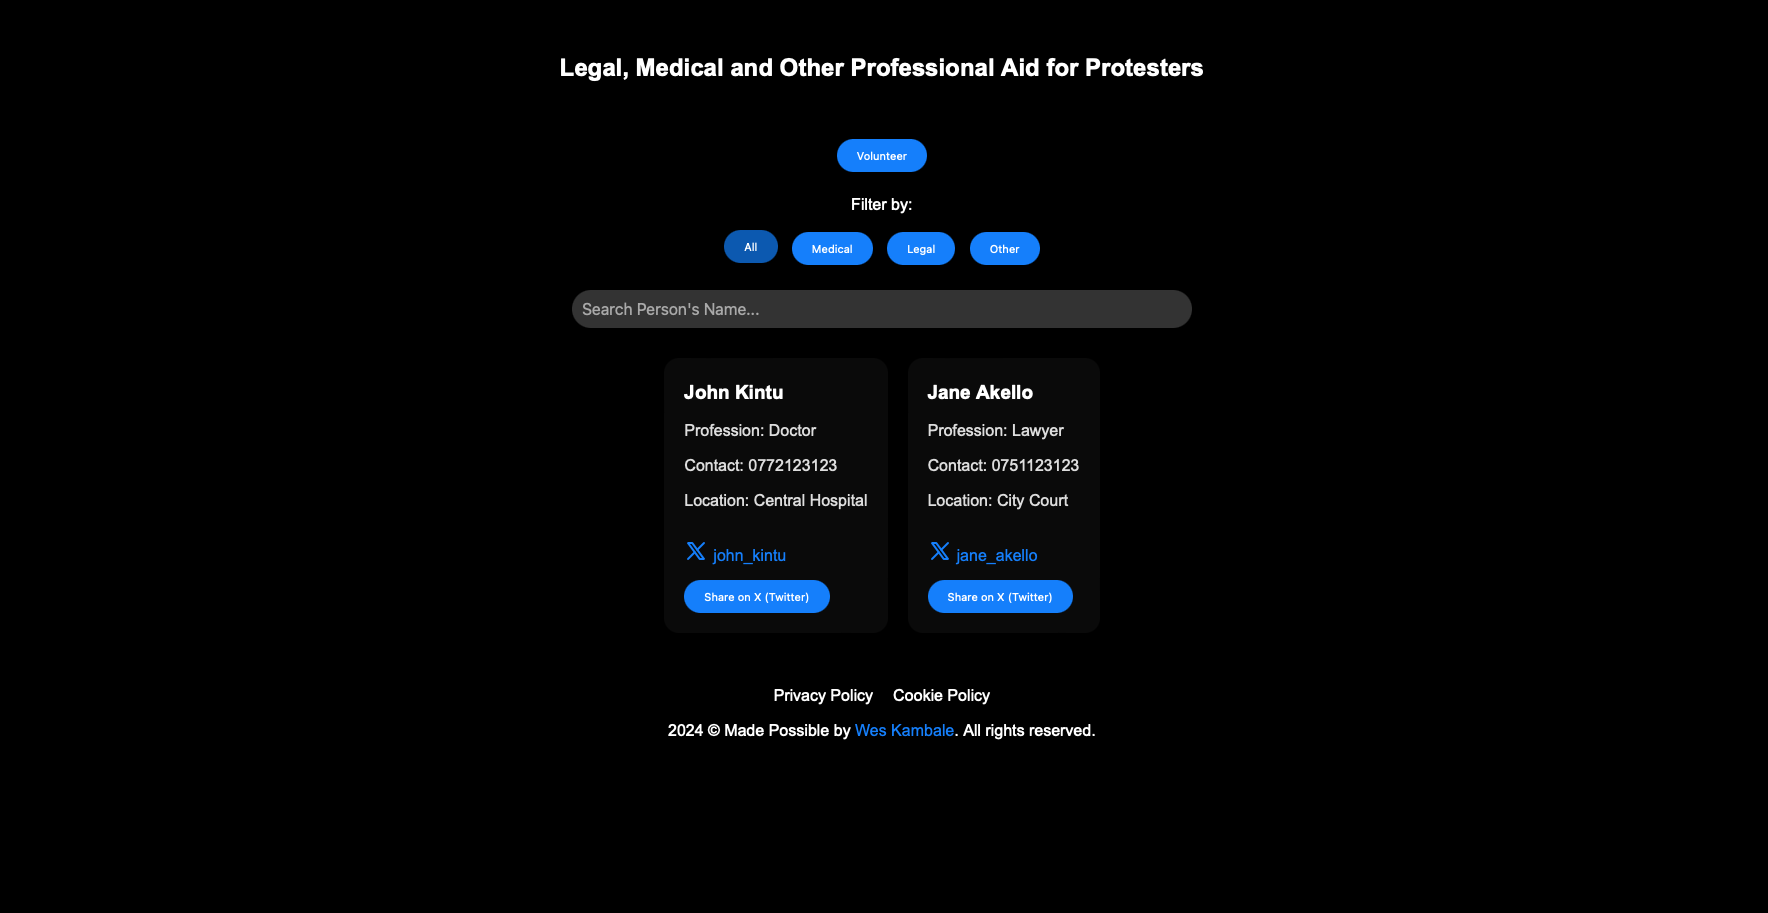 Legal, Medical and Other Professional Aid for Protesters
Volunteer
Filter by:
All
Medical
Legal
Other
Search Person's Name...
John Kintu
Profession: Doctor
Contact: 0772123123
Location: Central Hospital
john_kintu
Share on X (Twitter)
Jane Akello
Profession: Lawyer
Contact: 0751123123
Location: City Court
jane_akello
Share on X (Twitter)
Privacy Policy
Cookie Policy
2024 © Made Possible by Wes Kambale. All rights reserved.